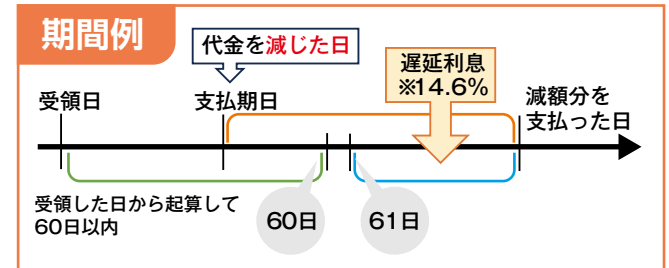 期間例
代金を減じた日
遅延利息
※14.6%
受領日
支払期日
減額分を
支払った日
受領した日から起算して
60日以内
60日
61日